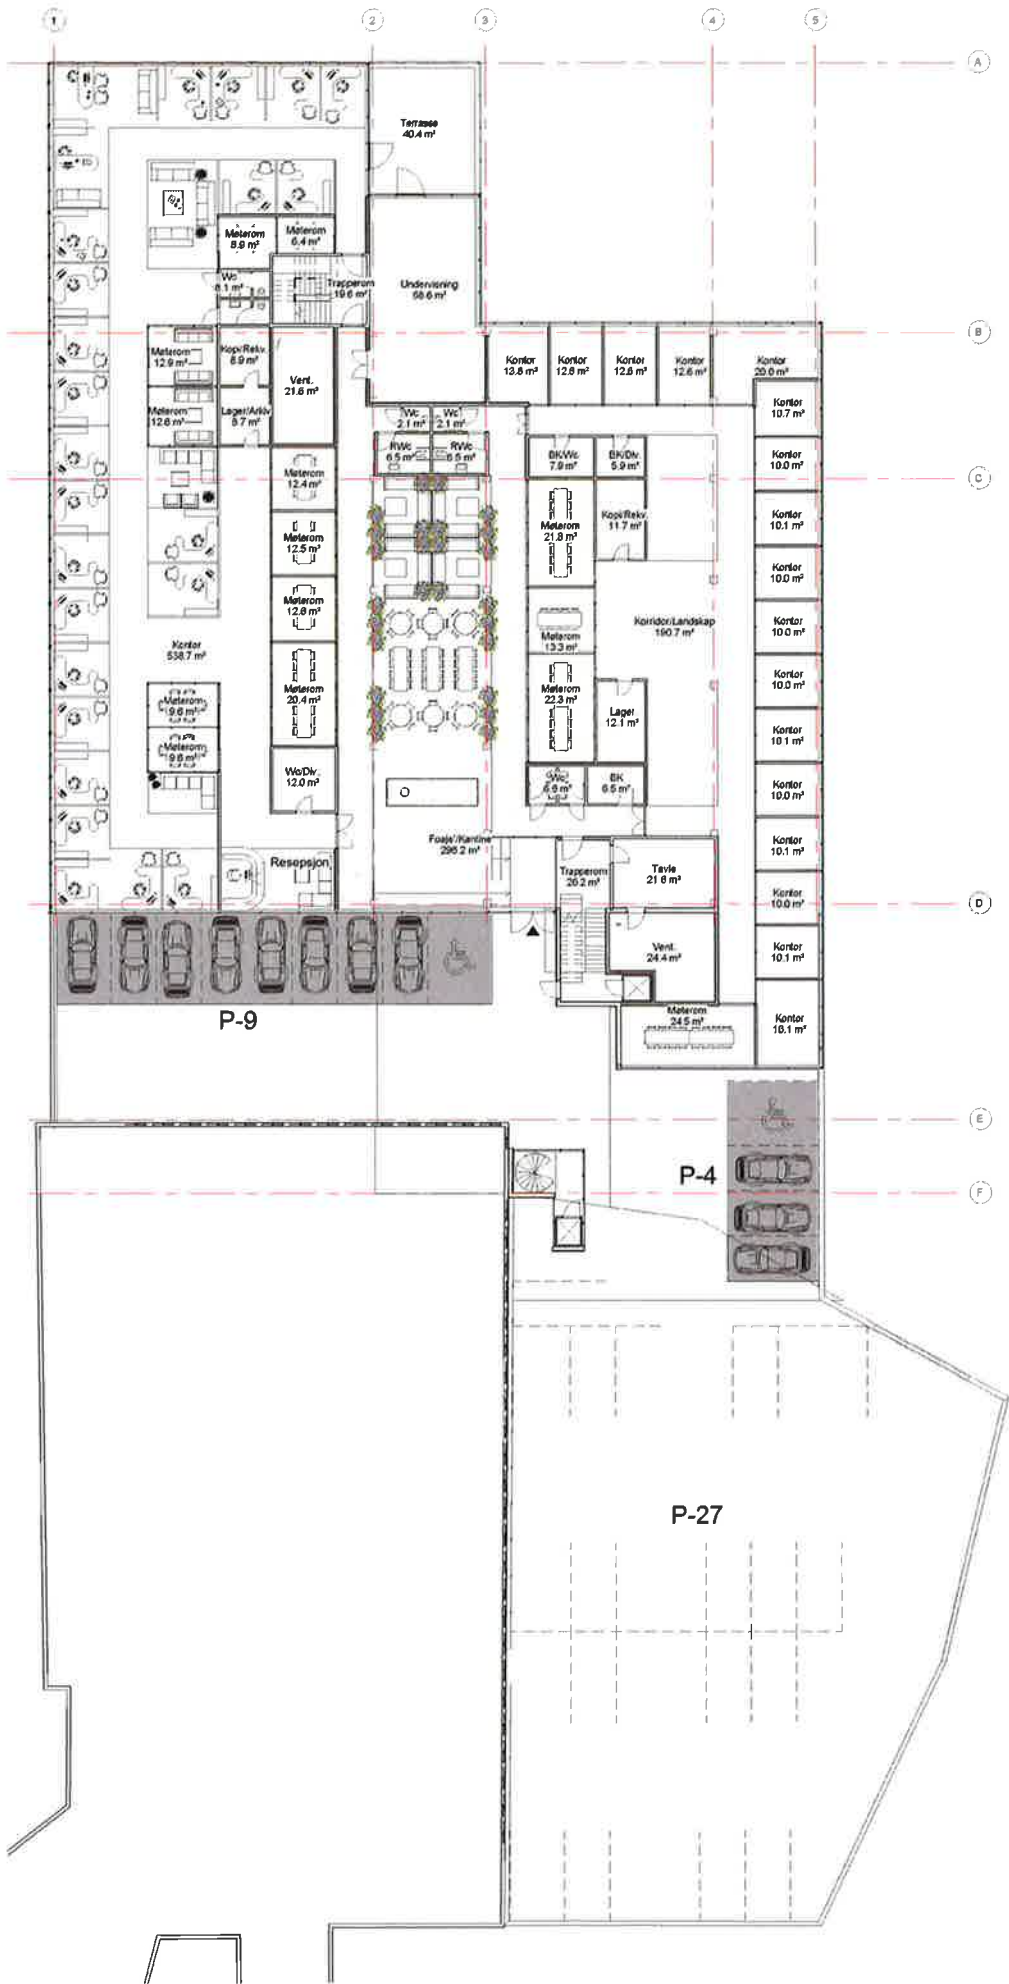 1
2
3
4
5
A
Terrasse
40.4 m²
Møterom
8.9 m²
Møterom
6.4 m²
Wc
Trapperom
19.6 m²
Undervisning
B
Møterom
12.9 m²
Kopi/Rekv.
8.9 m²
Vent.
21.6 m²
Kontor
13.8 m²
Kontor
12.6 m²
Kontor
12.6 m²
Kontor
12.6 m²
Kontor
20.0 m²
Møterom
12.6 m²
Lager/Arkiv
Kontor
10.7 m²
Wc
2.1 m²
Wc
2.1 m²
RWc
6.5 m²
RWc
6.5 m²
BK/Wc
7.9 m²
BK/Div.
5.9 m²
Kontor
10.0 m²
C
Møterom
12.4 m²
Møterom
21.8 m²
Kopi/Rekv.
11.7 m²
Kontor
10.1 m²
Møterom
12.5 m²
Kontor
10.0 m²
Møterom
12.6 m²
Møterom
13.3 m²
Korridor/Landskap
190.7 m²
Kontor
10.0 m²
Kontor
538.7 m²
Møterom
20.4 m²
Møterom
22.3 m²
Kontor
10.0 m²
Møterom
9.6 m²
Lager
12.1 m²
Møterom
9.6 m²
Kontor
10.1 m²
Wc/Div.
12.0 m²
Wc
BK
6.5 m²
Kontor
10.0 m²
Foaje'/Kantine
296.2 m²
Kontor
10.1 m²
Resepsjon
Trapperom
26.2 m²
Tavle
21.6 m²
Kontor
10.0 m²
D
Vent.
24.4 m²
Kontor
10.1 m²
P-9
Møterom
24.5 m²
Kontor
16.1 m²
E
P-4
F
P-27